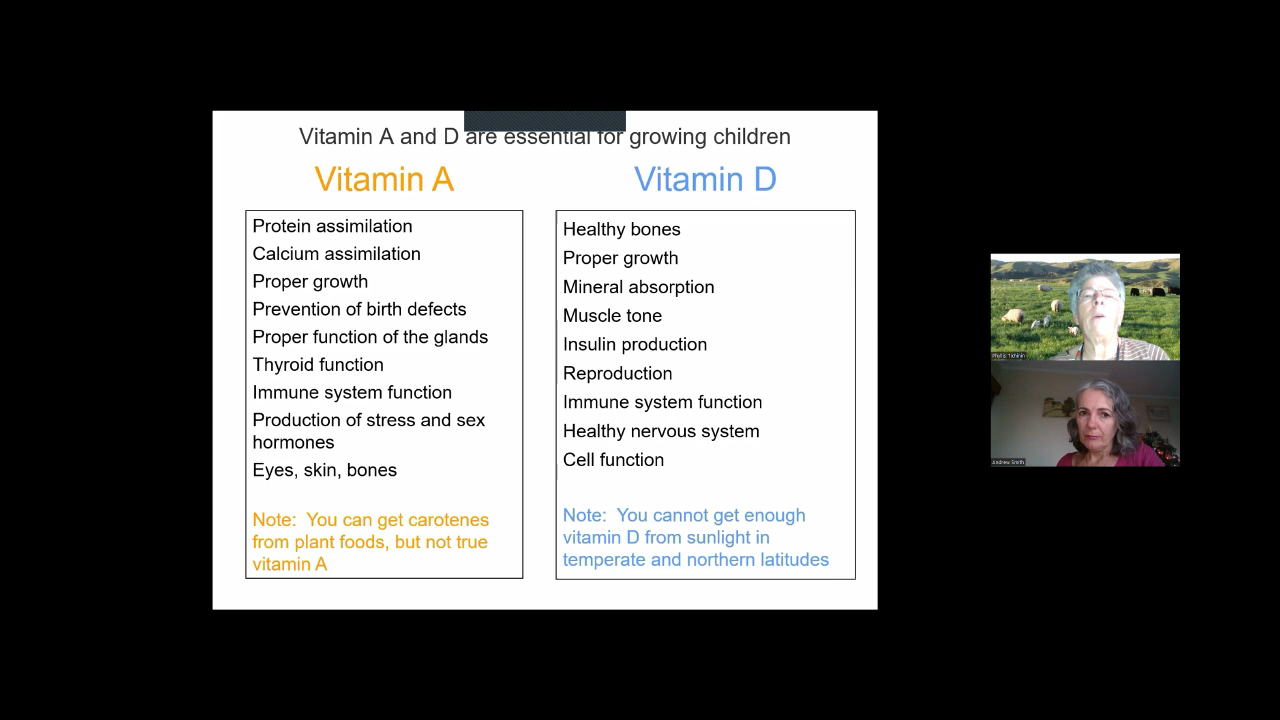 Vitamin A and D are essential for growing children
Vitamin A
Protein assimilation
Calcium assimilation
Proper growth
Prevention of birth defects
Proper function of the glands
Thyroid function
Immune system function
Production of stress and sex
hormones
Eyes, skin, bones
Note: You can get carotenes
from plant foods, but not true
vitamin A
Vitamin D
Healthy bones
Proper growth
Mineral absorption
Muscle tone
Insulin production
Reproduction
Immune system function
Healthy nervous system
Cell function
Note: You cannot get enough
vitamin D from sunlight in
temperate and northern latitudes
Phyllis Tichinin
Andrew Smith